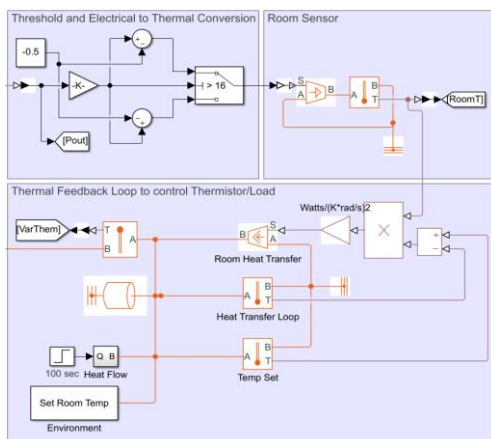 Threshold and Electrical to Thermal Conversion
-0.5
-K-
> 16
[Pout]
Room Sensor
S
A
B
A
B
T
[RoomT]
Thermal Feedback Loop to control Thermistor/Load
[VarThem]
T
B
A
Watts/(K*rad/s)2
B
S
A
Room Heat Transfer
A
B
T
Heat Transfer Loop
100 sec
Q B
Heat Flow
A
B
T
Temp Set
Set Room Temp
Environment